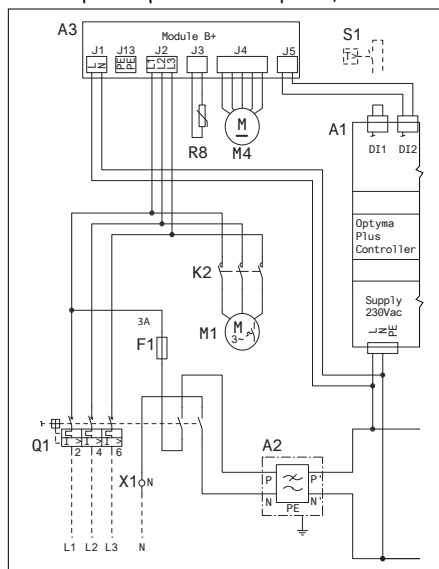 A3
Module B+
J1 J13 J2 J3 J4 J5
L N
PE PE
L1 L2 L3
S1
T>
A1
DI1 DI2
R8
M
M4
Optyma
Plus
Controller
K2
Supply
230Vac
L N PE
3A
F1
M1
M
3~
Q1
I > I > I >
2 4 6
X1 N
A2
P P'
N N'
PE
L1 L2 L3 N